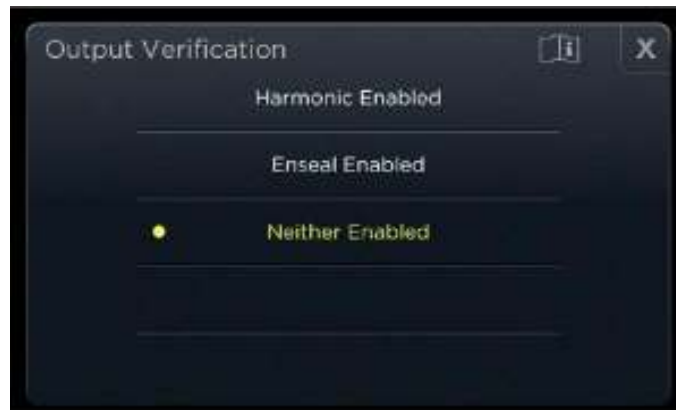 Output Verification
i X
Harmonic Enabled
Enseal Enabled
Neither Enabled